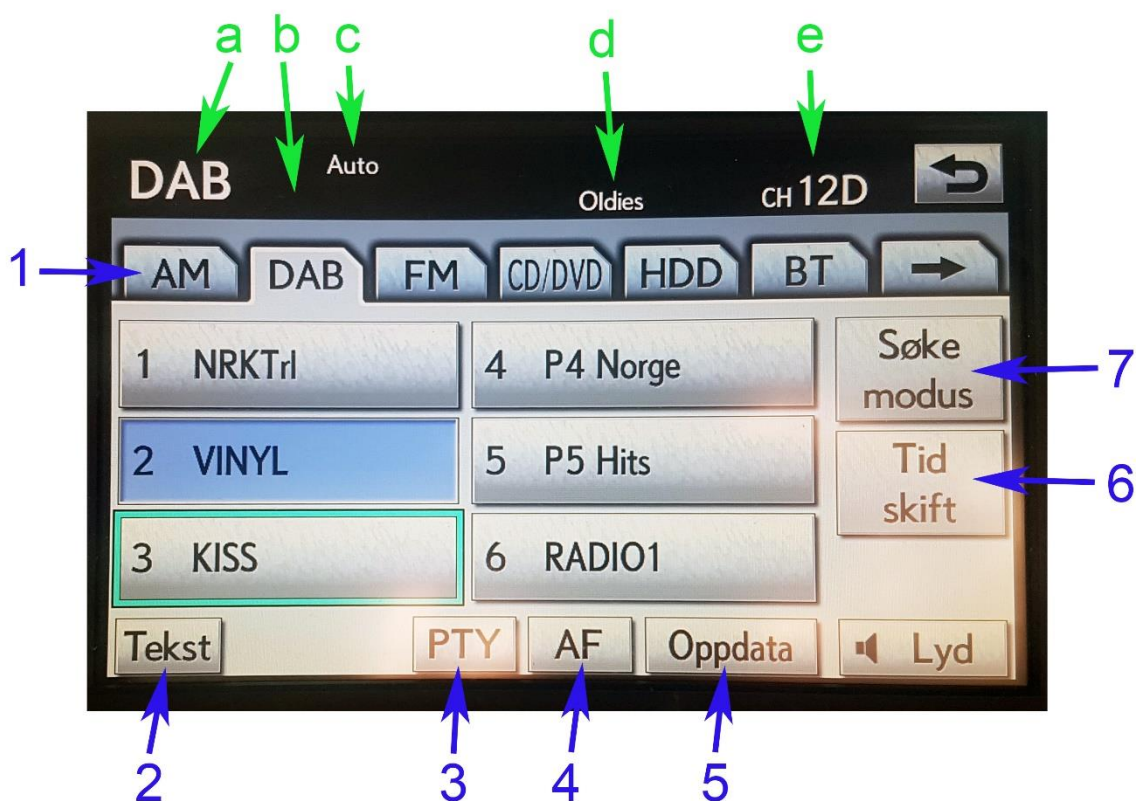 a b c d e
DAB Auto Oldies CH 12D
1 AM DAB FM CD/DVD HDD BT
1 NRKTrl 4 P4 Norge Søke modus 7
2 VINYL 5 P5 Hits Tid skift 6
3 KISS 6 RADIO1
Tekst PTY AF Oppdata Lyd
2 3 4 5